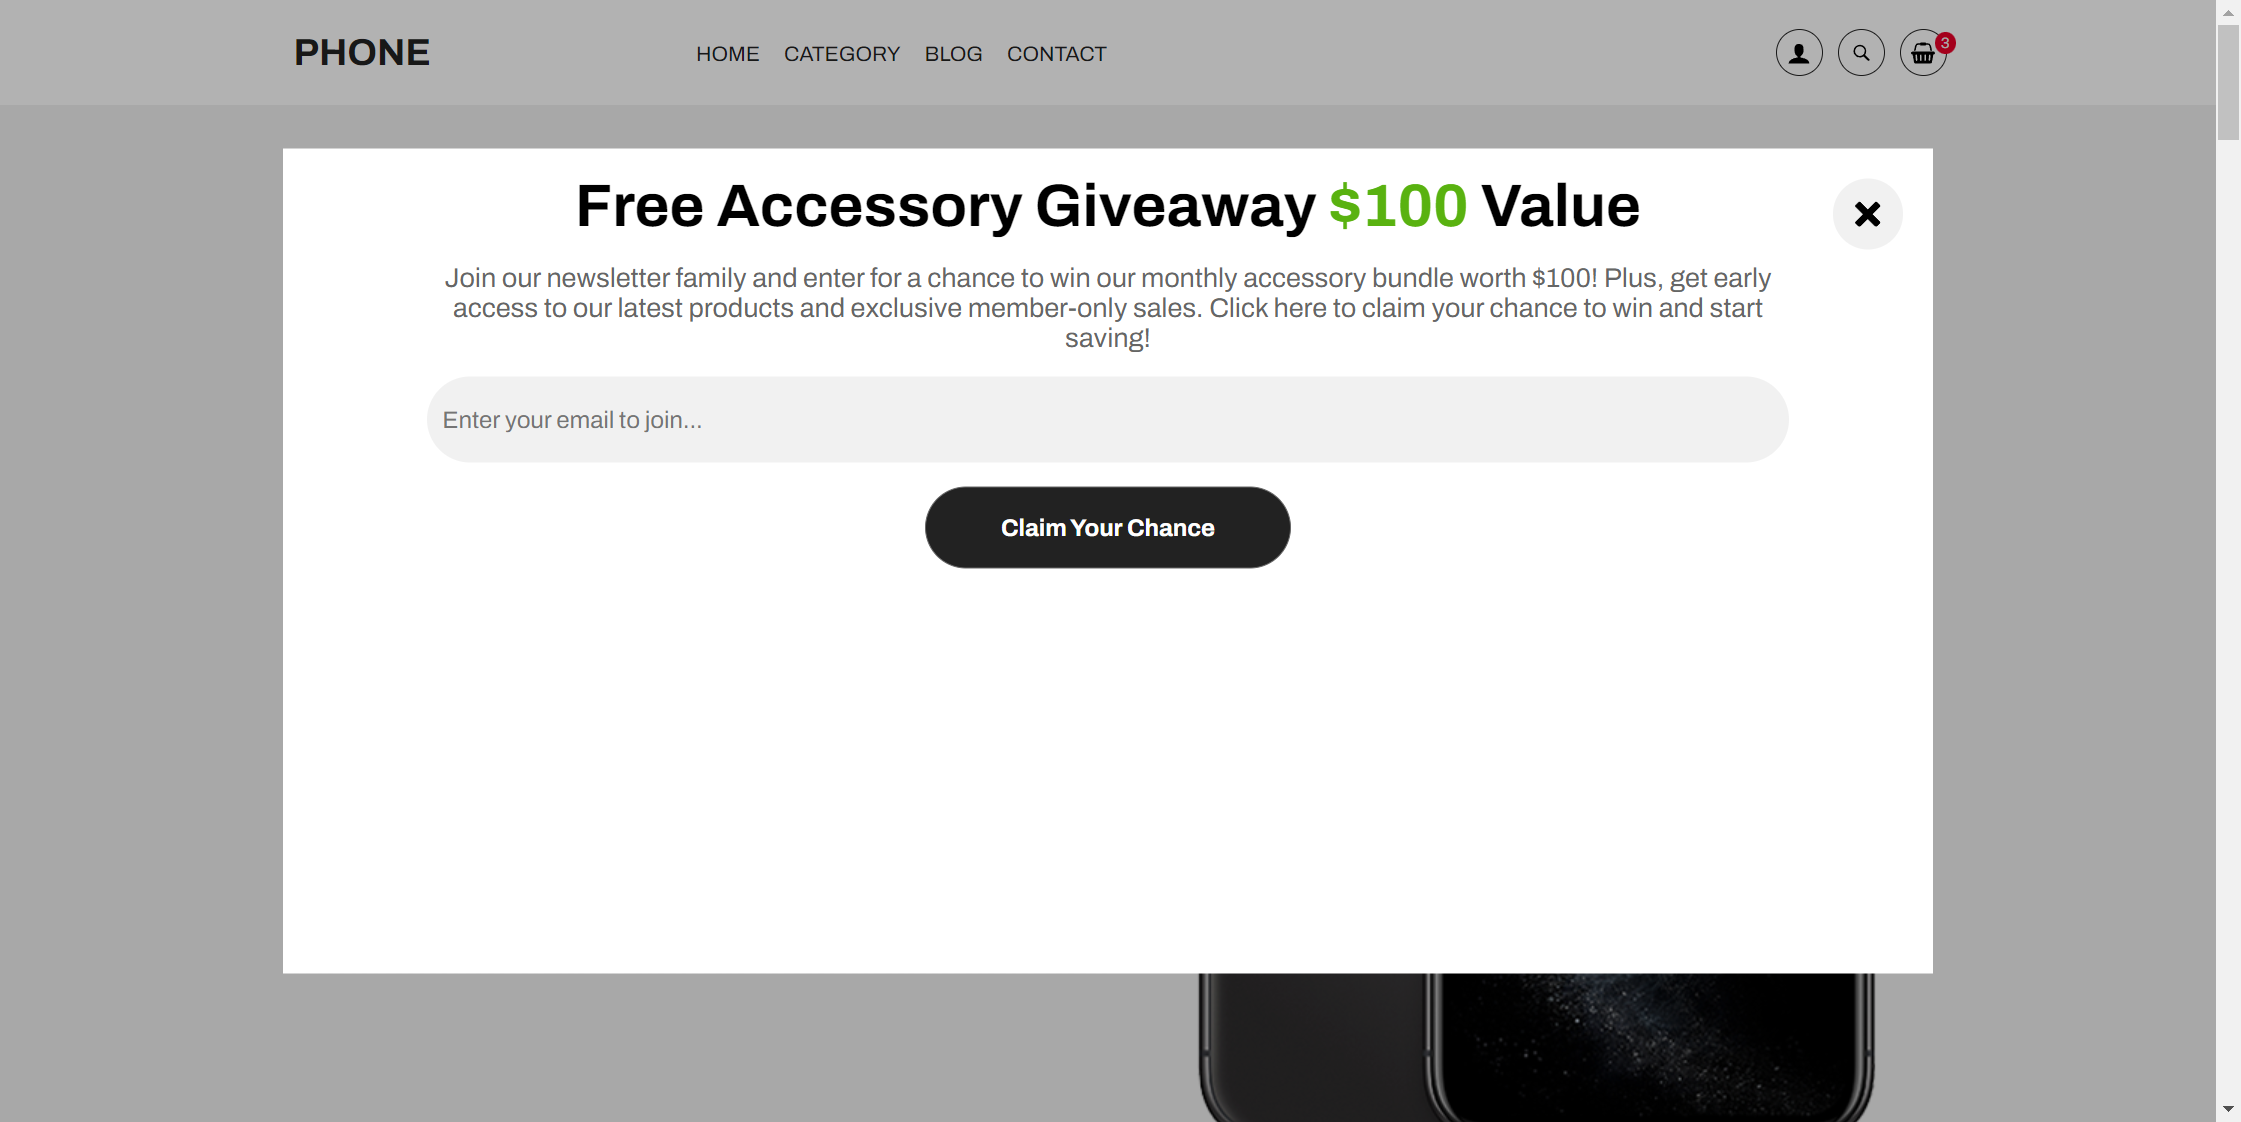 PHONE
HOME CATEGORY BLOG CONTACT
3
Free Accessory Giveaway $100 Value
Join our newsletter family and enter for a chance to win our monthly accessory bundle worth $100! Plus, get early
access to our latest products and exclusive member-only sales. Click here to claim your chance to win and start
saving!
Enter your email to join...
Claim Your Chance